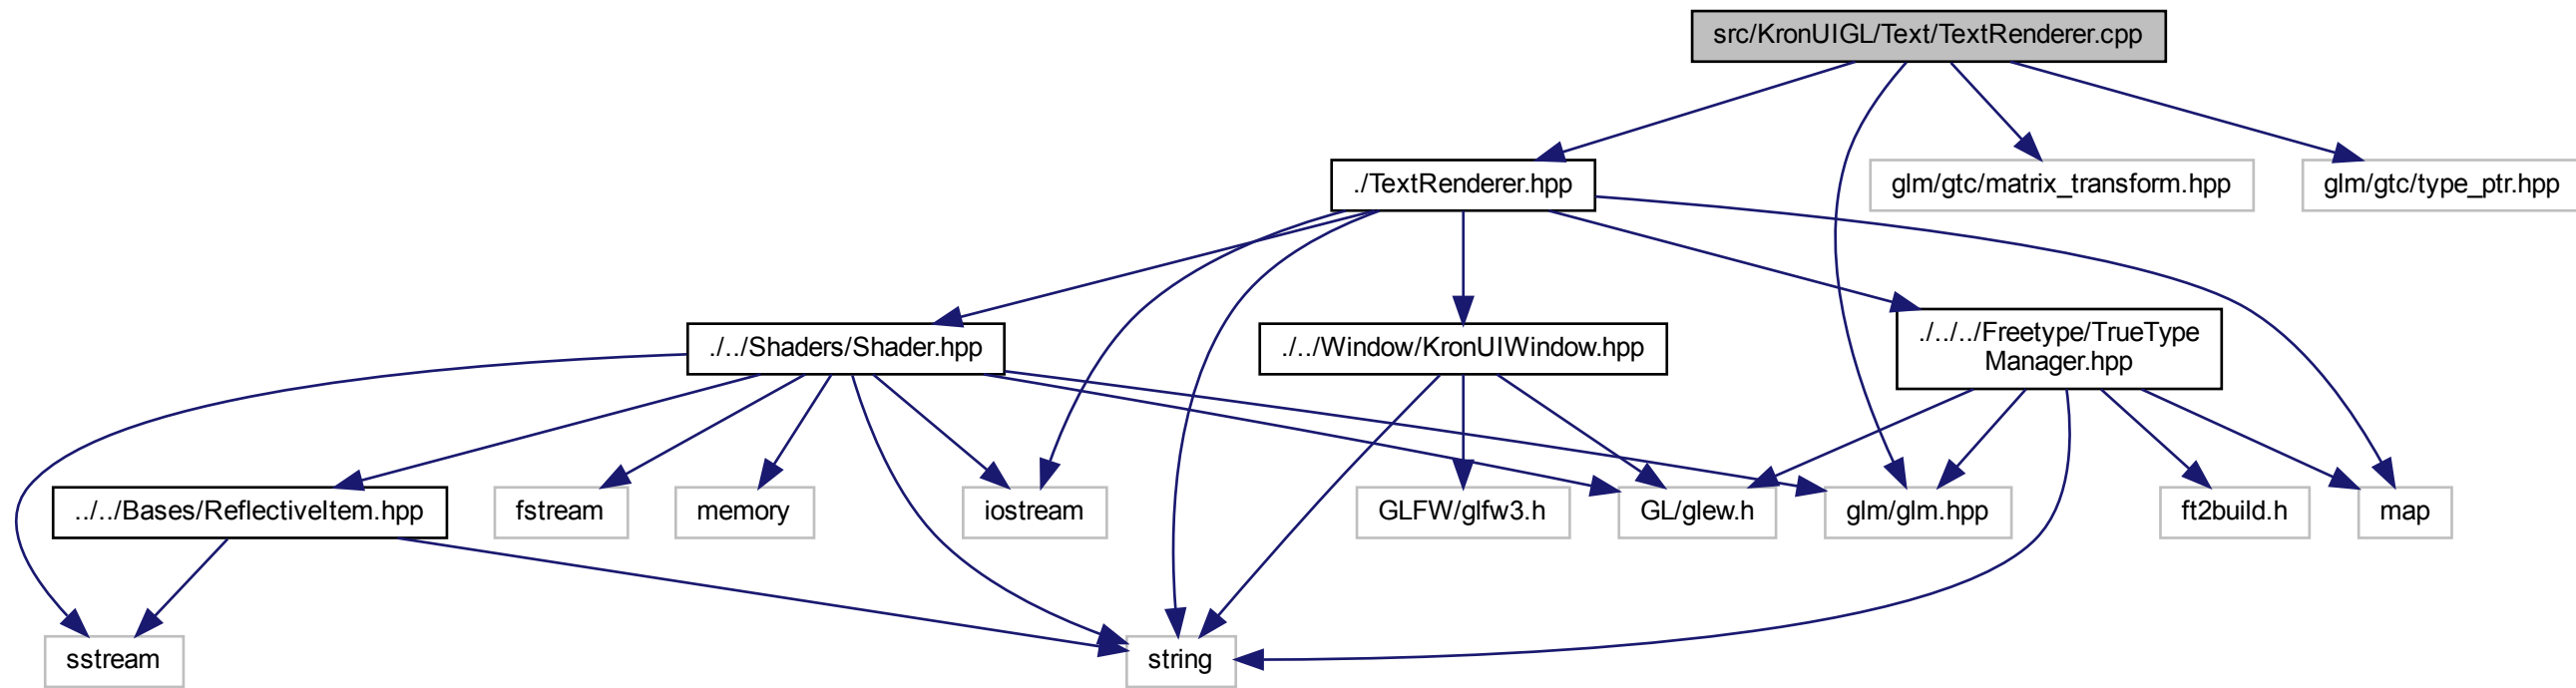 src/KronUIGL/Text/TextRenderer.cpp
./TextRenderer.hpp
glm/gtc/matrix_transform.hpp
glm/gtc/type_ptr.hpp
./../Shaders/Shader.hpp
./../Window/KronUIWindow.hpp
./../../Freetype/TrueType
Manager.hpp
../../Bases/ReflectiveItem.hpp
fstream
memory
iostream
GLFW/glfw3.h
GL/glew.h
glm/glm.hpp
ft2build.h
map
sstream
string